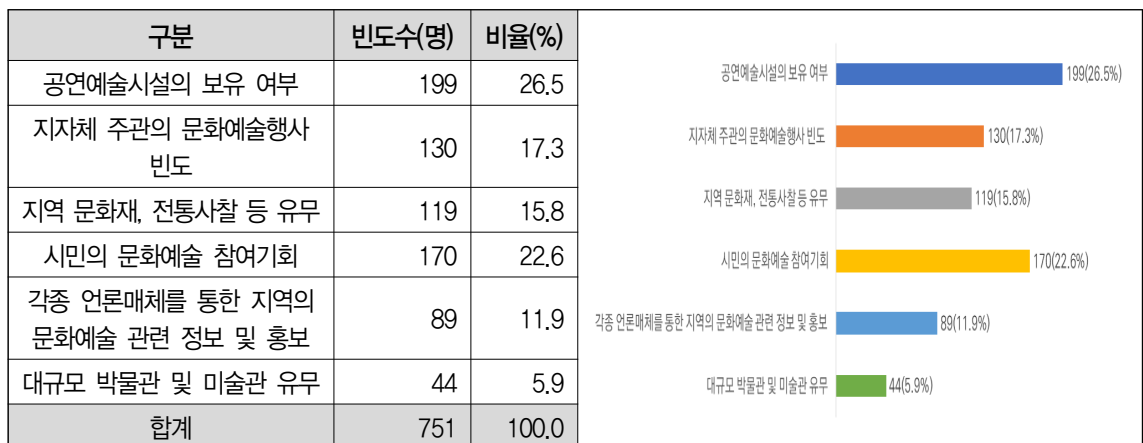 구분 빈도수(명) 비율(%)
공연예술시설의 보유 여부 199 26.5
지자체 주관의 문화예술행사
빈도 130 17.3
지역 문화재, 전통사찰 등 유무 119 15.8
시민의 문화예술 참여기회 170 22.6
각종 언론매체를 통한 지역의
문화예술 관련 정보 및 홍보 89 11.9
대규모 박물관 및 미술관 유무 44 5.9
합계 751 100.0
공연예술시설의 보유 여부 199(26.5%)
지자체 주관의 문화예술행사 빈도 130(17.3%)
지역 문화재, 전통사찰 등 유무 119(15.8%)
시민의 문화예술 참여기회 170(22.6%)
각종 언론매체를 통한 지역의 문화예술 관련 정보 및 홍보 89(11.9%)
대규모 박물관 및 미술관 유무 44(5.9%)